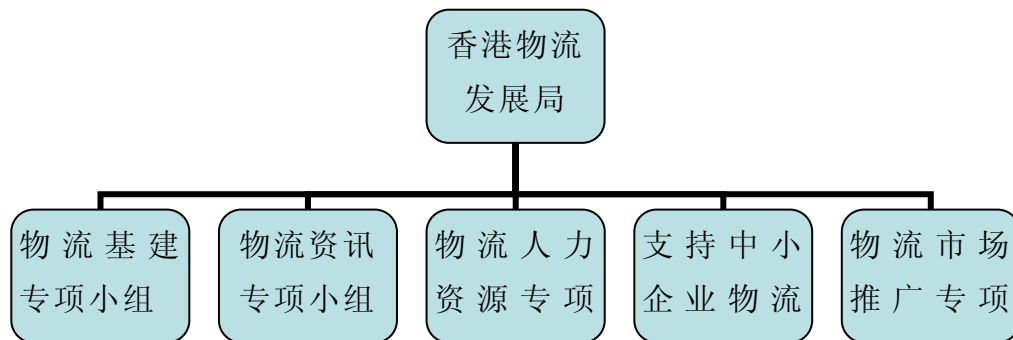 香港物流
发展局
物流基建
专项小组
物流资讯
专项小组
物流人力
资源专项
支持中小
企业物流
物流市场
推广专项